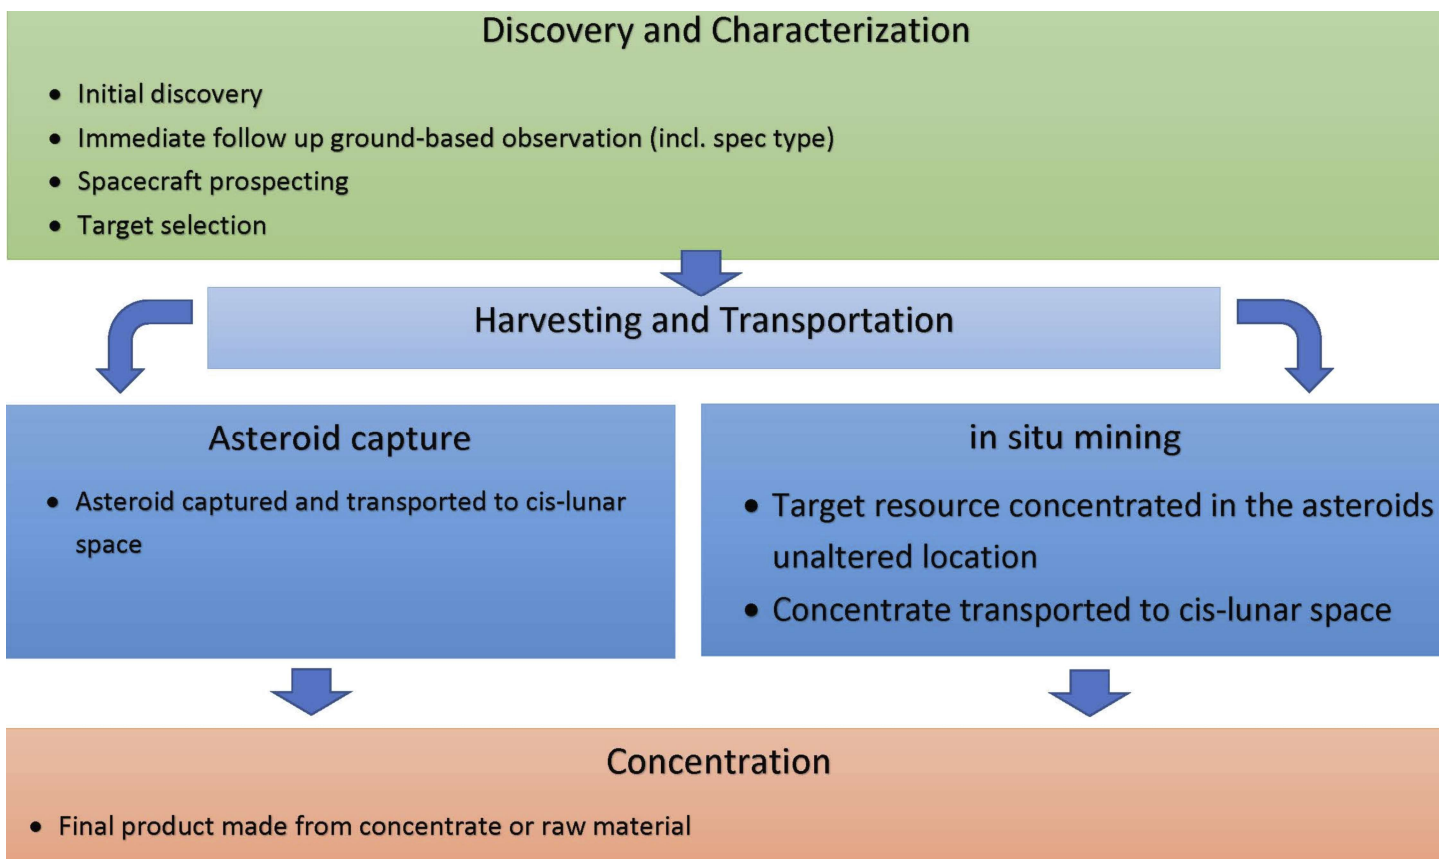 Discovery and Characterization
• Initial discovery
• Immediate follow up ground-based observation (incl. spec type)
• Spacecraft prospecting
• Target selection
Harvesting and Transportation
Asteroid capture
• Asteroid captured and transported to cis-lunar
space
in situ mining
• Target resource concentrated in the asteroids
unaltered location
• Concentrate transported to cis-lunar space
Concentration
• Final product made from concentrate or raw material